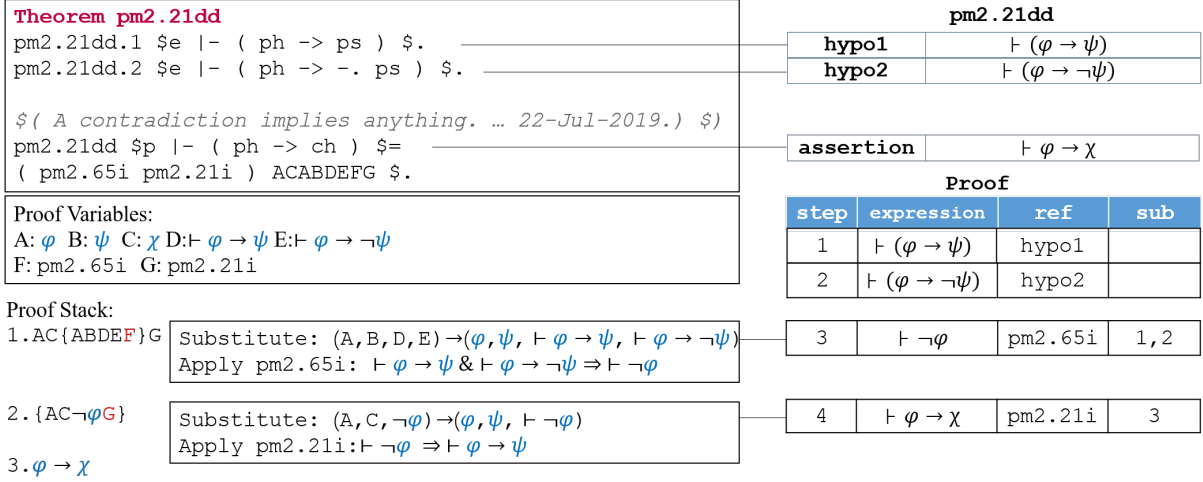 Theorem pm2.21dd
pm2.21dd.1 $e |- ( ph -> ps ) $.
pm2.21dd.2 $e |- ( ph -> -. ps ) $.
$( A contradiction implies anything. … 22-Jul-2019.) $)
pm2.21dd $p |- ( ph -> ch ) $=
( pm2.65i pm2.21i ) ACABDEFG $.
pm2.21dd
hypo1 ⊢ (φ → ψ)
hypo2 ⊢ (φ → ¬ψ)
assertion ⊢ φ → χ
Proof Variables:
A: φ B: ψ C: χ D:⊢ φ → ψ E:⊢ φ → ¬ψ
F: pm2.65i G: pm2.21i
Proof
step expression ref sub
1 ⊢ (φ → ψ) hypo1
2 ⊢ (φ → ¬ψ) hypo2
Proof Stack:
1.AC{ABDEF}G
Substitute: (A,B,D,E)→(φ,ψ, ⊢ φ → ψ, ⊢ φ → ¬ψ)
Apply pm2.65i: ⊢ φ → ψ & ⊢ φ → ¬ψ ⇒ ⊢ ¬φ
3 ⊢ ¬φ pm2.65i 1,2
2.{AC¬φG}
Substitute: (A,C,¬φ)→(φ,ψ, ⊢ ¬φ)
Apply pm2.21i:⊢ ¬φ ⇒ ⊢ φ → ψ
4 ⊢ φ → χ pm2.21i 3
3.φ → χ